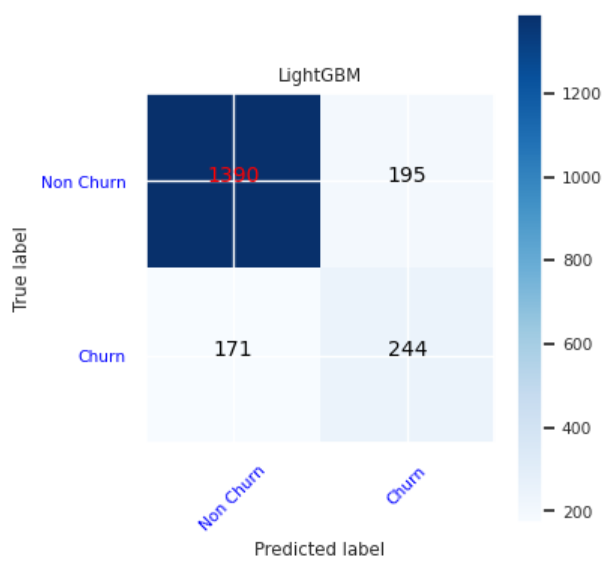 LightGBM
True label
Non Churn
1390
195
Churn
171
244
Non Churn
Churn
Predicted label
1200
1000
800
600
400
200